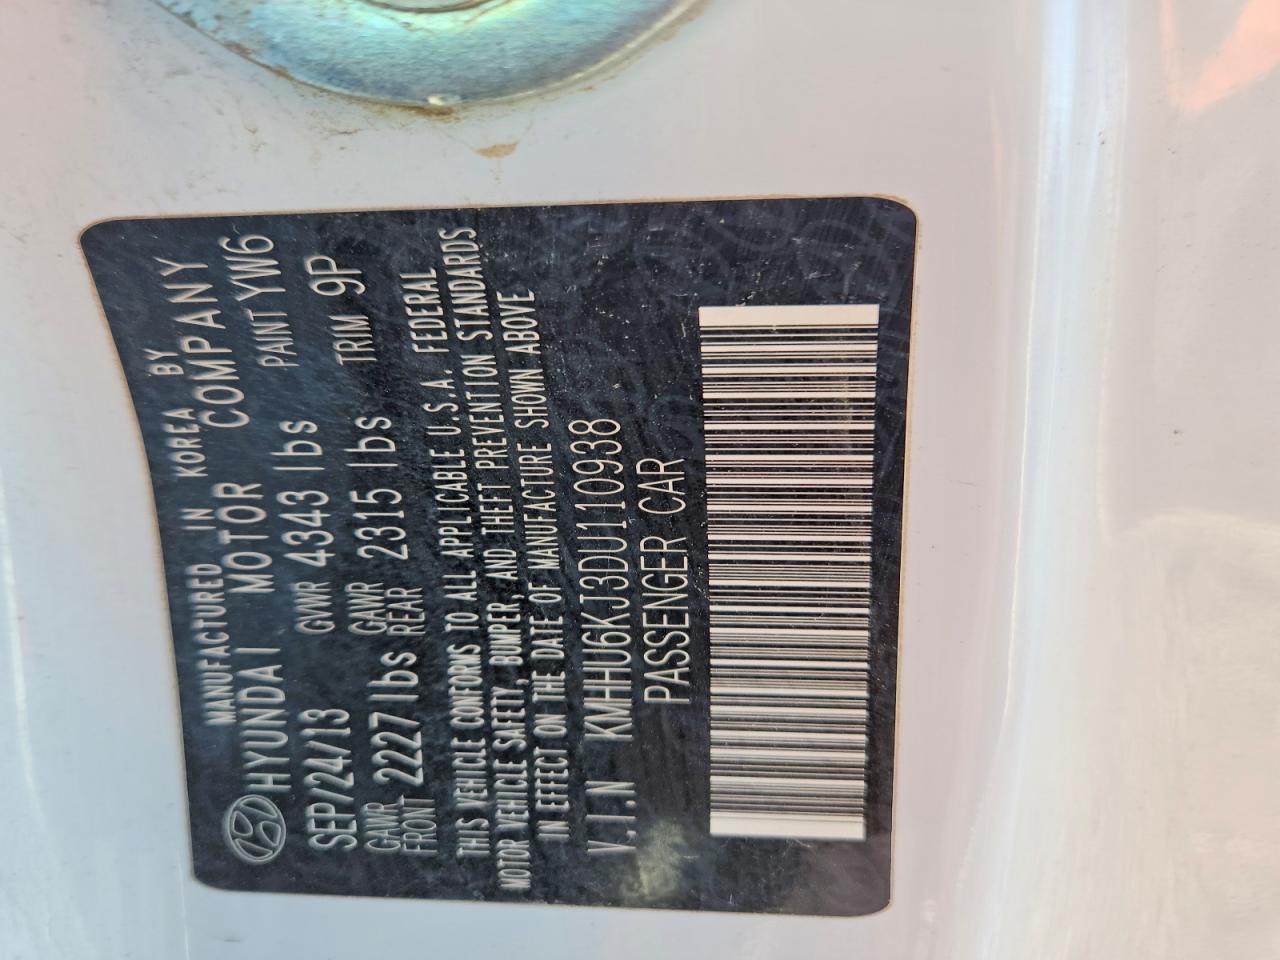 MANUFACTURED IN KOREA BY
HYUNDAI MOTOR COMPANY
SEP/24/13 GVWR 4343 lbs PAINT YW6
GAWR FRONT 2227 lbs GAWR REAR 2315 lbs TRIM 9P
THIS VEHICLE CONFORMS TO ALL APPLICABLE U.S.A. FEDERAL
MOTOR VEHICLE SAFETY, BUMPER, AND THEFT PREVENTION STANDARDS
IN EFFECT ON THE DATE OF MANUFACTURE SHOWN ABOVE
V.I.N KMHHU6KJ3DU110938
PASSENGER CAR